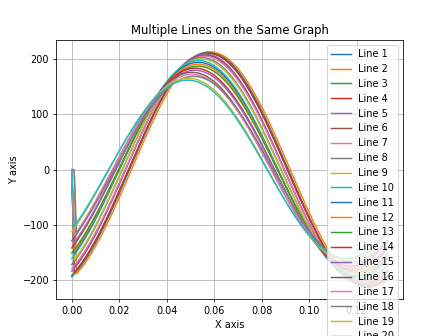 Multiple Lines on the Same Graph
Y axis
200
100
0
−100
−200
0.00
0.02
0.04
0.06
0.08
0.10
X axis
Line 1
Line 2
Line 3
Line 4
Line 5
Line 6
Line 7
Line 8
Line 9
Line 10
Line 11
Line 12
Line 13
Line 14
Line 15
Line 16
Line 17
Line 18
Line 19
Line 20